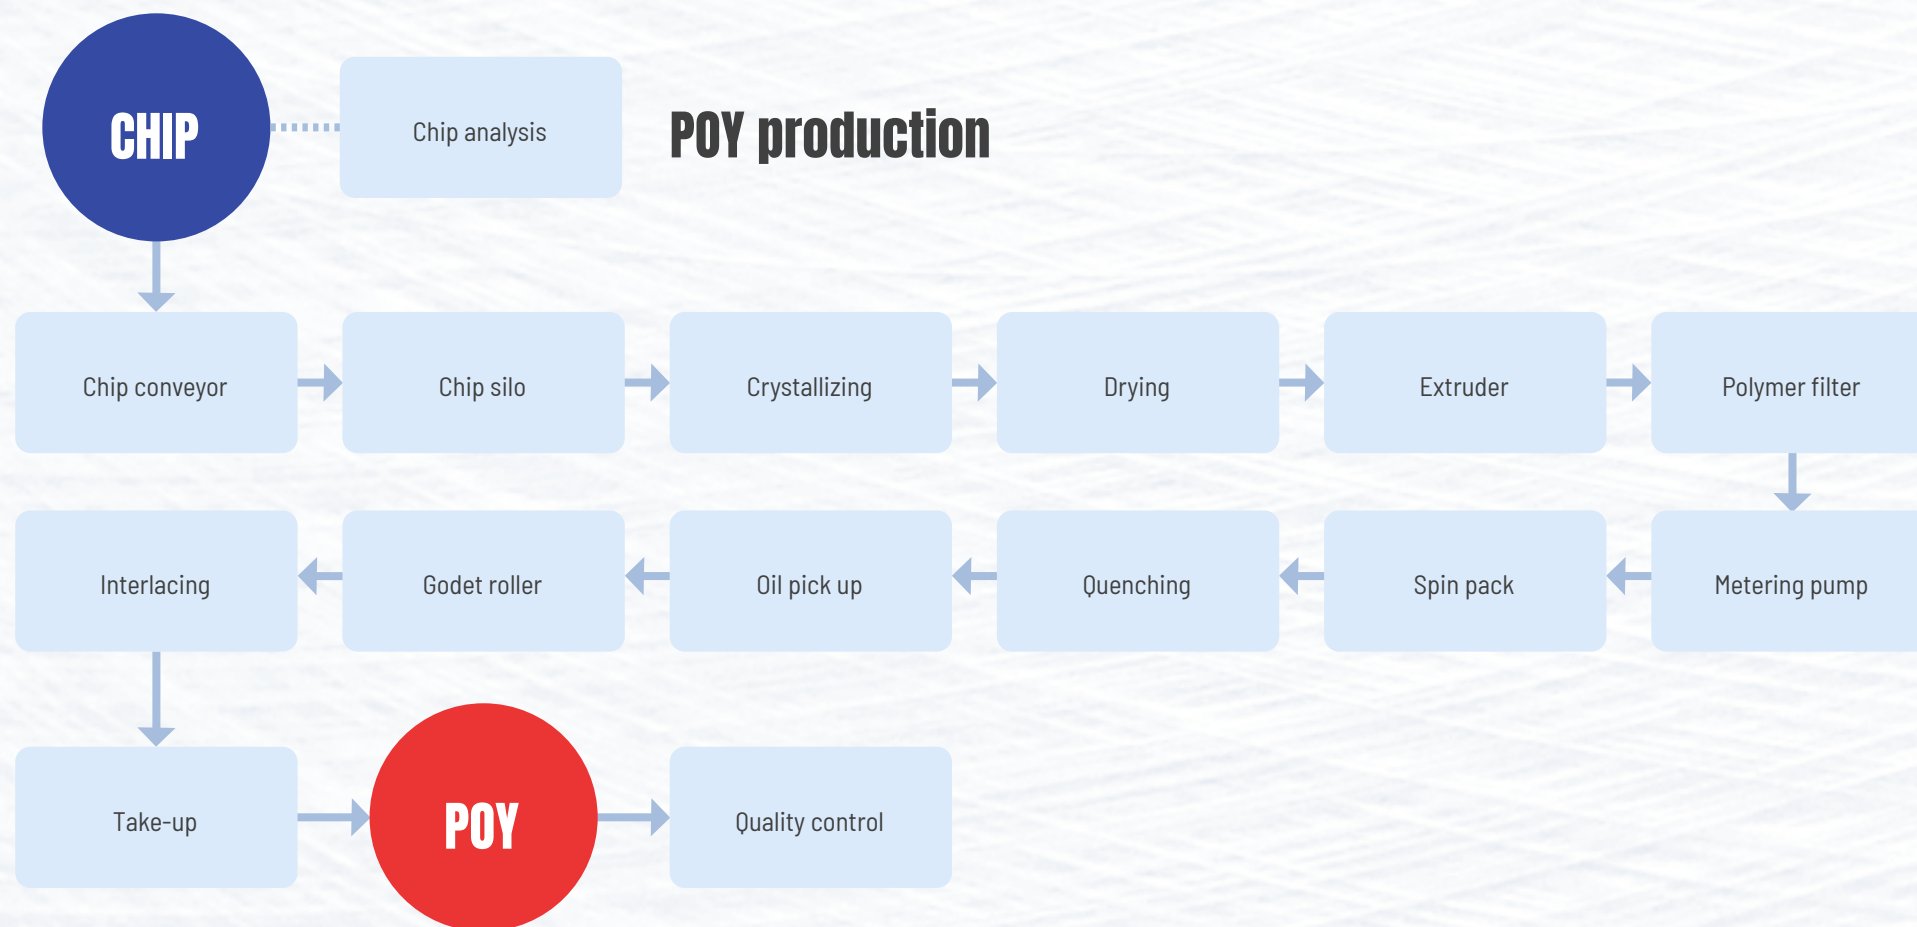 CHIP
Chip analysis
POY production
Chip conveyor
Chip silo
Crystallizing
Drying
Extruder
Polymer filter
Interlacing
Godet roller
Oil pick up
Quenching
Spin pack
Metering pump
Take-up
POY
Quality control